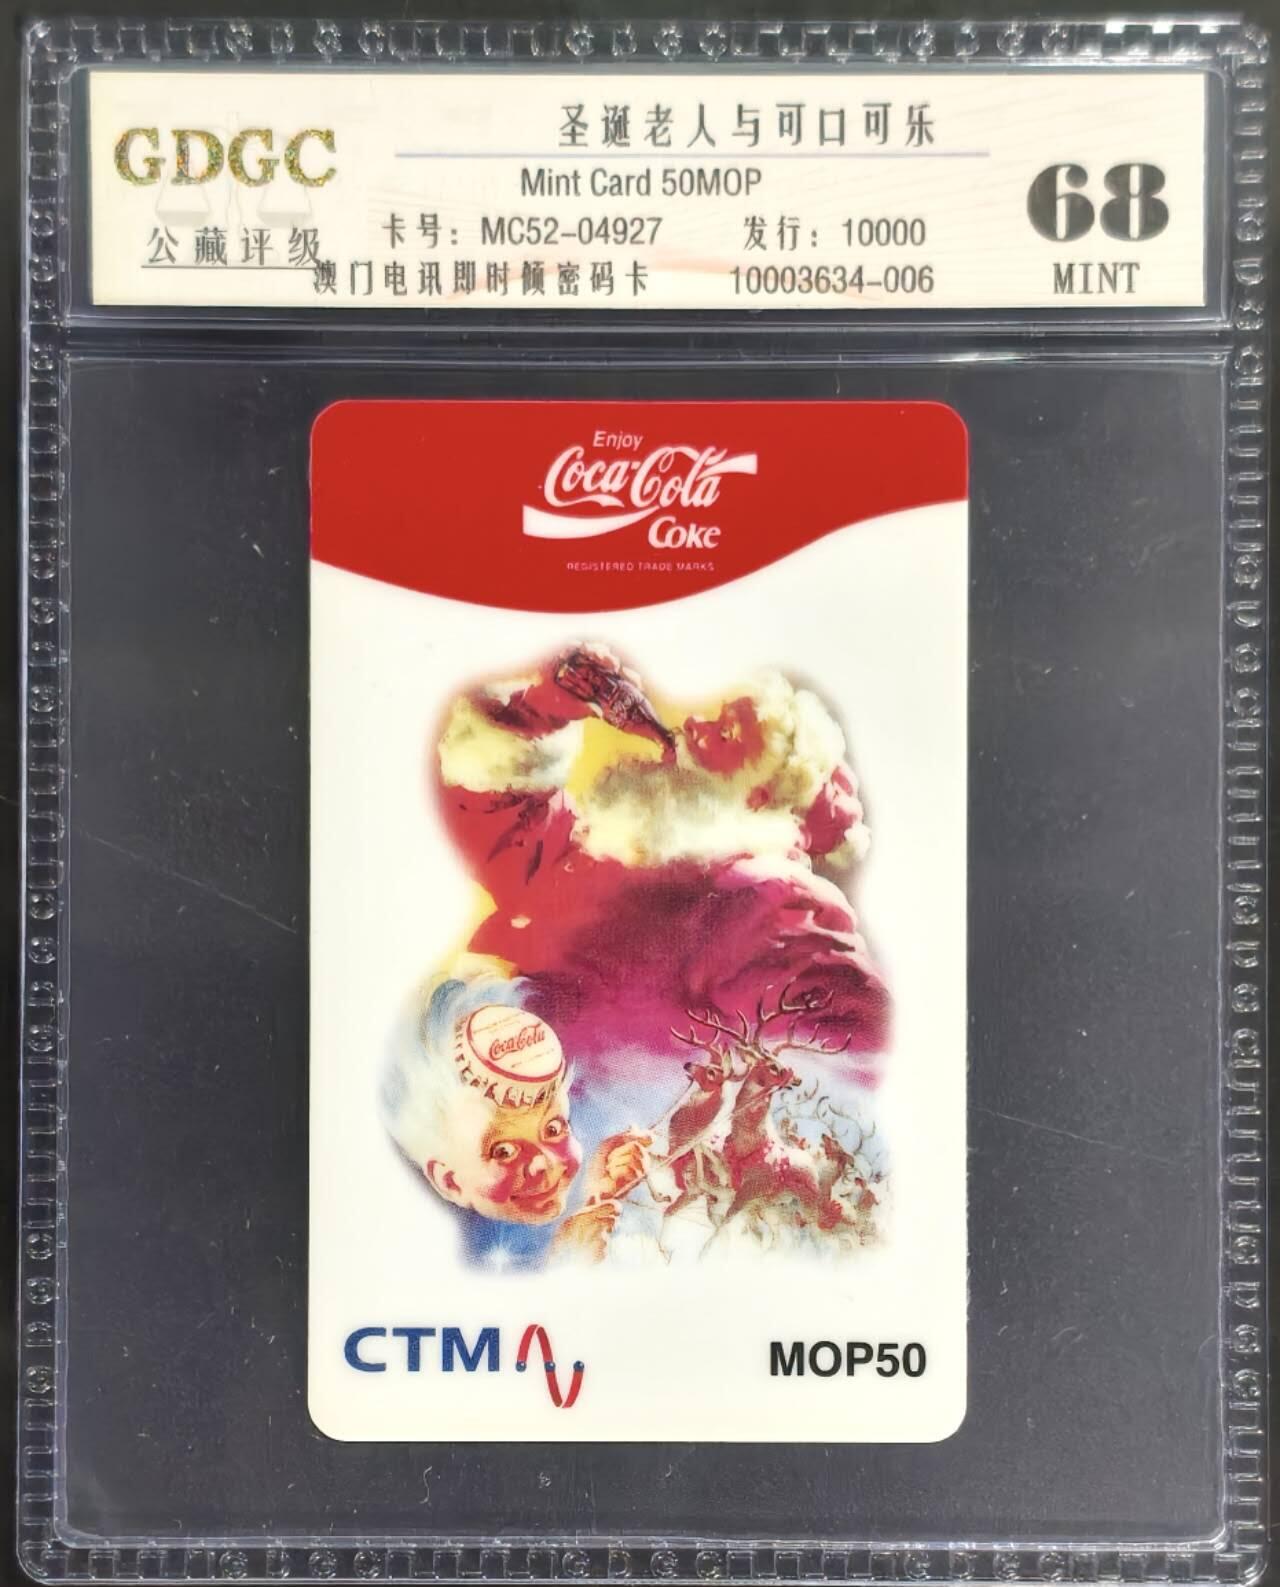 GDGC
公藏评级
圣诞老人与可口可乐
Mint Card 50MOP
卡号：MC52-04927 发行：10000
澳门电讯即时倾密码卡 10003634-006
68
MINT
Enjoy
Coca-Cola
Coke
REGISTERED TRADE MARKS
Coca-Cola
CTM
MOP50